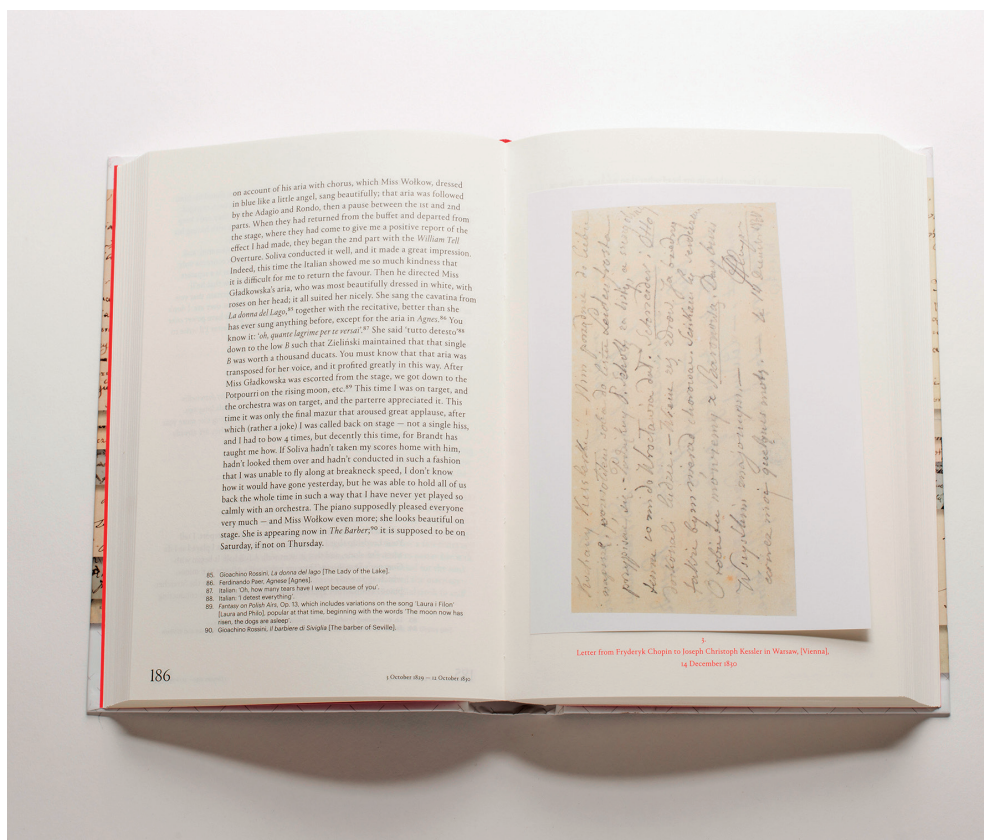 on account of his aria with chorus, which Miss Wołkow, dressed
in blue like a little angel, sang beautifully; that aria was followed
by the Adagio and Rondo, then a pause between the 1st and 2nd
parts. When they had returned from the buffet and departed from
the stage, where they had come to give me a positive report of the
effect I had made, they began the 2nd part with the William Tell
Overture. Soliva conducted it well, and it made a great impression.
Indeed, this time the Italian showed me so much kindness that
it is difficult for me to return the favour. Then he directed Miss
Gładkowska's aria, who was most beautifully dressed in white, with
roses on her head; it all suited her nicely. She sang the cavatina from
La donna del Lago,85 together with the recitative, better than she
has ever sung anything before, except for the aria in Agnes.86 You
know it: 'oh, quante lagrime per te versai'.87 She said 'tutto detesto'88
down to the low B such that Zieliński maintained that that single
B was worth a thousand ducats. You must know that that aria was
transposed for her voice, and it profited greatly in this way. After
Miss Gładkowska was escorted from the stage, we got down to the
Potpourri on the rising moon, etc.89 This time I was on target, and
the orchestra was on target, and the parterre appreciated it. This
time it was only the final mazur that aroused great applause, after
which (rather a joke) I was called back on stage — not a single hiss,
and I had to bow 4 times, but decently this time, for Brandt has
taught me how. If Soliva hadn't taken my scores home with him,
hadn't looked them over and hadn't conducted in such a fashion
that I was unable to fly along at breakneck speed, I don't know
how it would have gone yesterday, but he was able to hold all of us
back the whole time in such a way that I have never yet played so
calmly with an orchestra. The piano supposedly pleased everyone
very much — and Miss Wołkow even more; she looks beautiful on
stage. She is appearing now in The Barber;90 it is supposed to be on
Saturday, if not on Thursday.
85. Gioachino Rossini, La donna del lago [The Lady of the Lake].
86. Ferdinando Paer, Agnese [Agnes].
87. Italian: 'Oh, how many tears have I wept because of you'.
88. Italian: 'I detest everything'.
89. Fantasy on Polish Airs, Op. 13, which includes variations on the song 'Laura i Filon'
[Laura and Philo], popular at that time, beginning with the words 'The moon now has
risen, the dogs are asleep'.
90. Gioachino Rossini, Il barbiere di Siviglia [The barber of Seville].
186
5 October 1829 — 12 October 1830
Letter from Fryderyk Chopin to Joseph Christoph Kessler in Warsaw, [Vienna],
14 December 1830